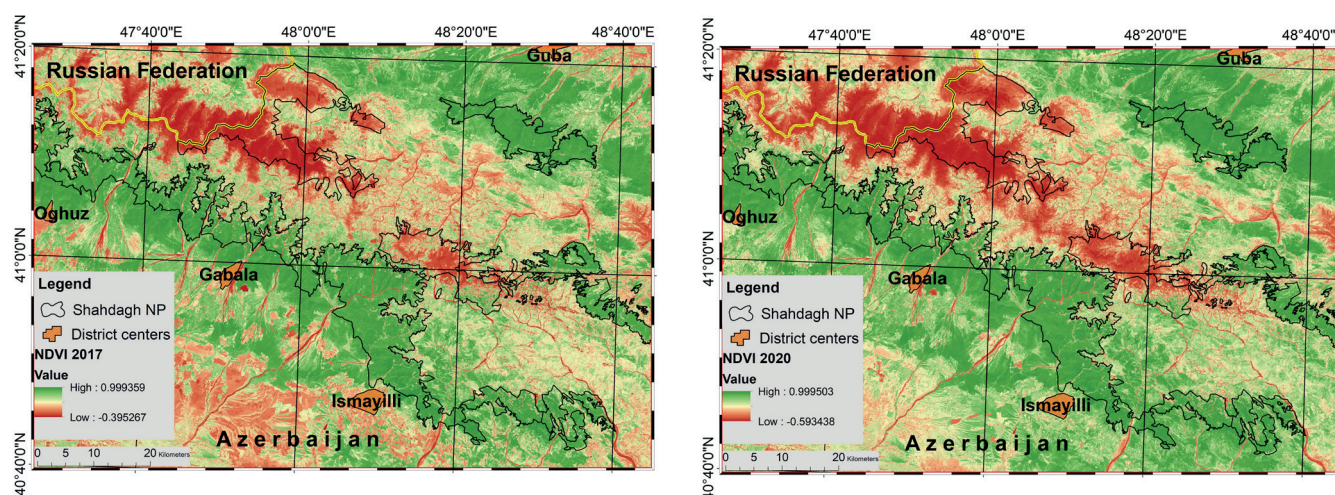 47°40'0"E 48°0'0"E 48°20'0"E 48°40'0"E
41°20'0"N
Guba
Russian Federation
Oghuz
41°0'0"N
Gabala
Legend
Shahdagh NP
District centers
NDVI 2017
Value
High : 0.999359
Low : -0.395267
Ismayilli
Azerbaijan
0 5 10 20 Kilometers
40°40'0"N
47°40'0"E 48°0'0"E 48°20'0"E 48°40'0"E
41°20'0"N
Guba
Russian Federation
Oghuz
41°0'0"N
Gabala
Legend
Shahdagh NP
District centers
NDVI 2020
Value
High : 0.999503
Low : -0.593438
Ismayilli
Azerbaijan
0 5 10 20 Kilometers
40°40'0"N